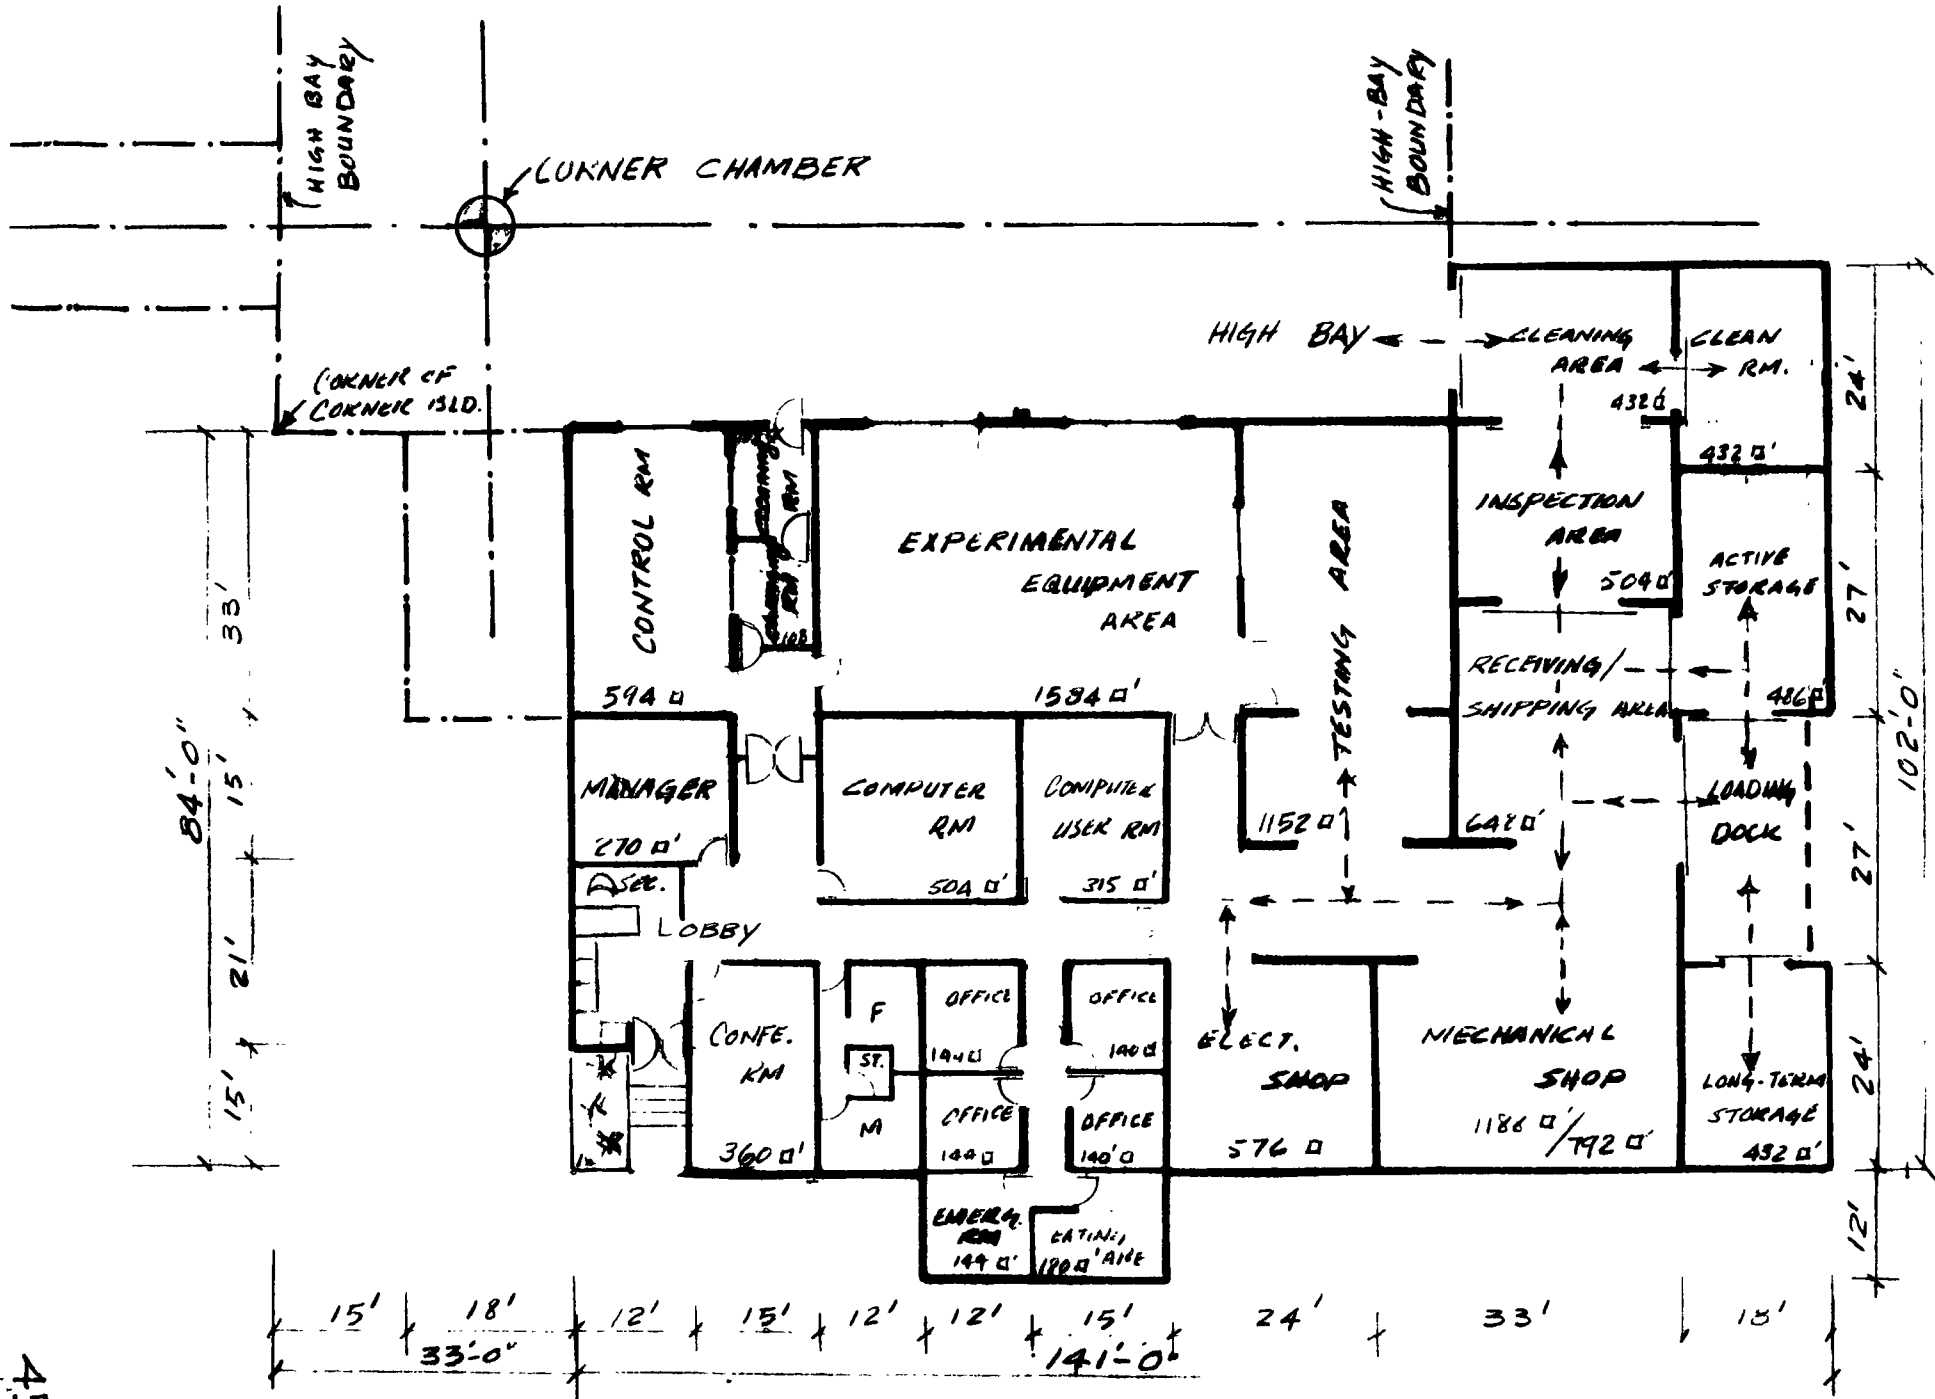 HIGH BAY
BOUNDARY
HIGH-BAY
BOUNDARY
CORNER CHAMBER
HIGH BAY
CLEANING
AREA
432 □'
CLEAN
RM.
432 □'
CORNER OF
CORNER BLD.
CONTROL RM
594 □
RM
RM
108
EXPERIMENTAL
EQUIPMENT
AREA
1584 □'
TESTING AREA
1152 □'
INSPECTION
AREA
504 □'
ACTIVE
STORAGE
486 □'
RECEIVING/
SHIPPING AREA
642 □'
MANAGER
270 □'
COMPUTER
RM
504 □'
COMPUTER
USER RM
315 □'
LOADING
DOCK
SEC.
LOBBY
CONFE.
RM
360 □'
F
ST.
M
OFFICE
144 □
OFFICE
140 □
OFFICE
144 □
OFFICE
140 □
ELECT.
SHOP
576 □
MECHANICAL
SHOP
1186 □'/792 □'
LONG-TERM
STORAGE
432 □'
EMERG.
RM
144 □'
EATING
180 □'
84'-0"
33'
15'
21'
15'
24'
27'
27'
24'
12'
102'-0"
15'
18'
12'
15'
12'
12'
15'
24'
33'
18'
33'-0"
141'-0"